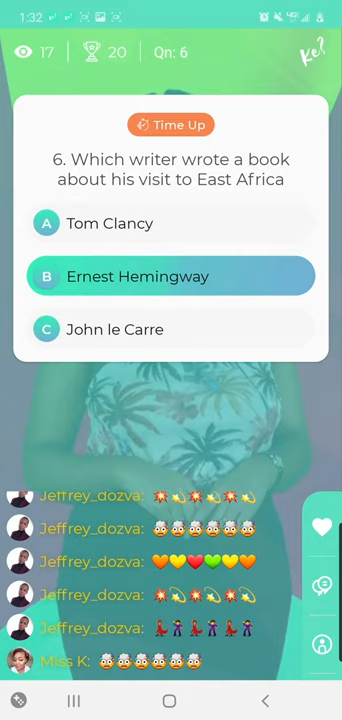 1:32
17 | 20 | Qn: 6
Ke?
Time Up
6. Which writer wrote a book
about his visit to East Africa
A Tom Clancy
B Ernest Hemingway
C John le Carre
Jeffrey_dozva: 💥💫💥💫💥💫
Jeffrey_dozva: 🤯🤯🤯🤯🤯🤯
Jeffrey_dozva: 🧡💛❤💚💛🧡
Jeffrey_dozva: 💥💫💥💫💥💫
Jeffrey_dozva: 💃🕺💃🕺💃🕺
Miss K: 🤯🤯🤯🤯🤯🤯